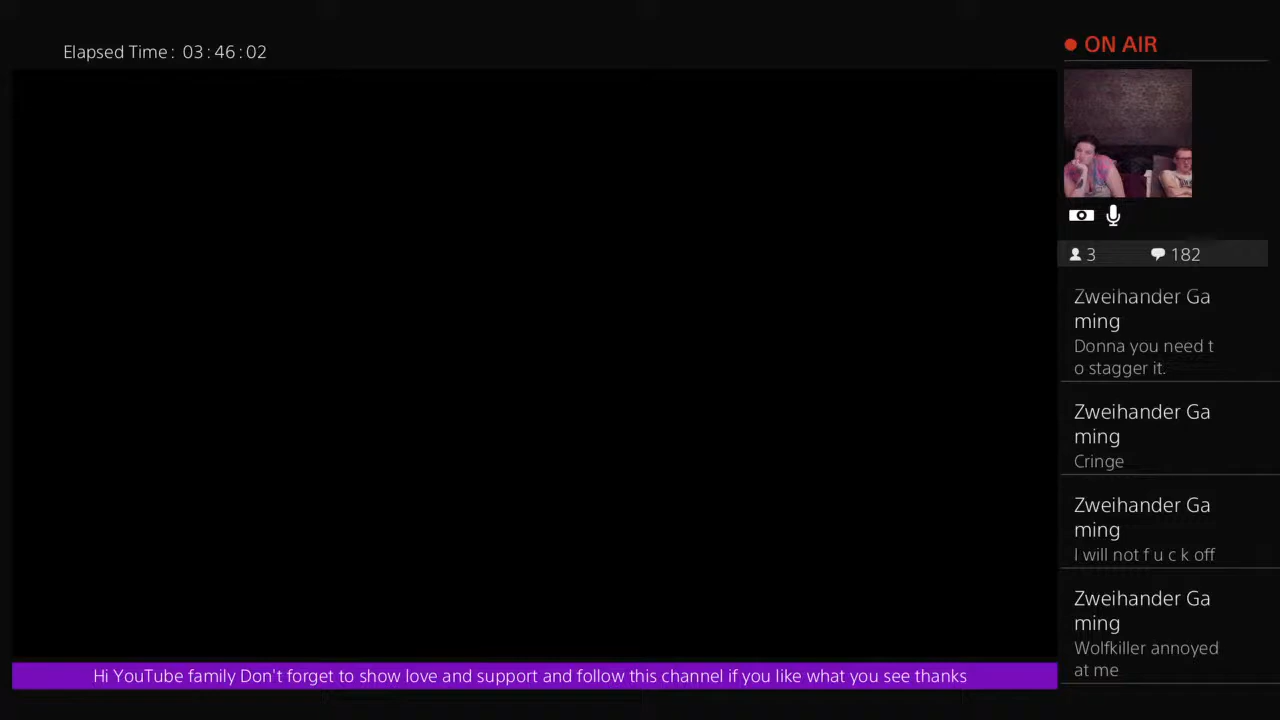 Elapsed Time: 03:46:02
ON AIR
3 182
Zweihander Ga
ming
Donna you need t
o stagger it.
Zweihander Ga
ming
Cringe
Zweihander Ga
ming
I will not f u c k off
Zweihander Ga
ming
Wolfkiller annoyed
at me
Hi YouTube family Don't forget to show love and support and follow this channel if you like what you see thanks